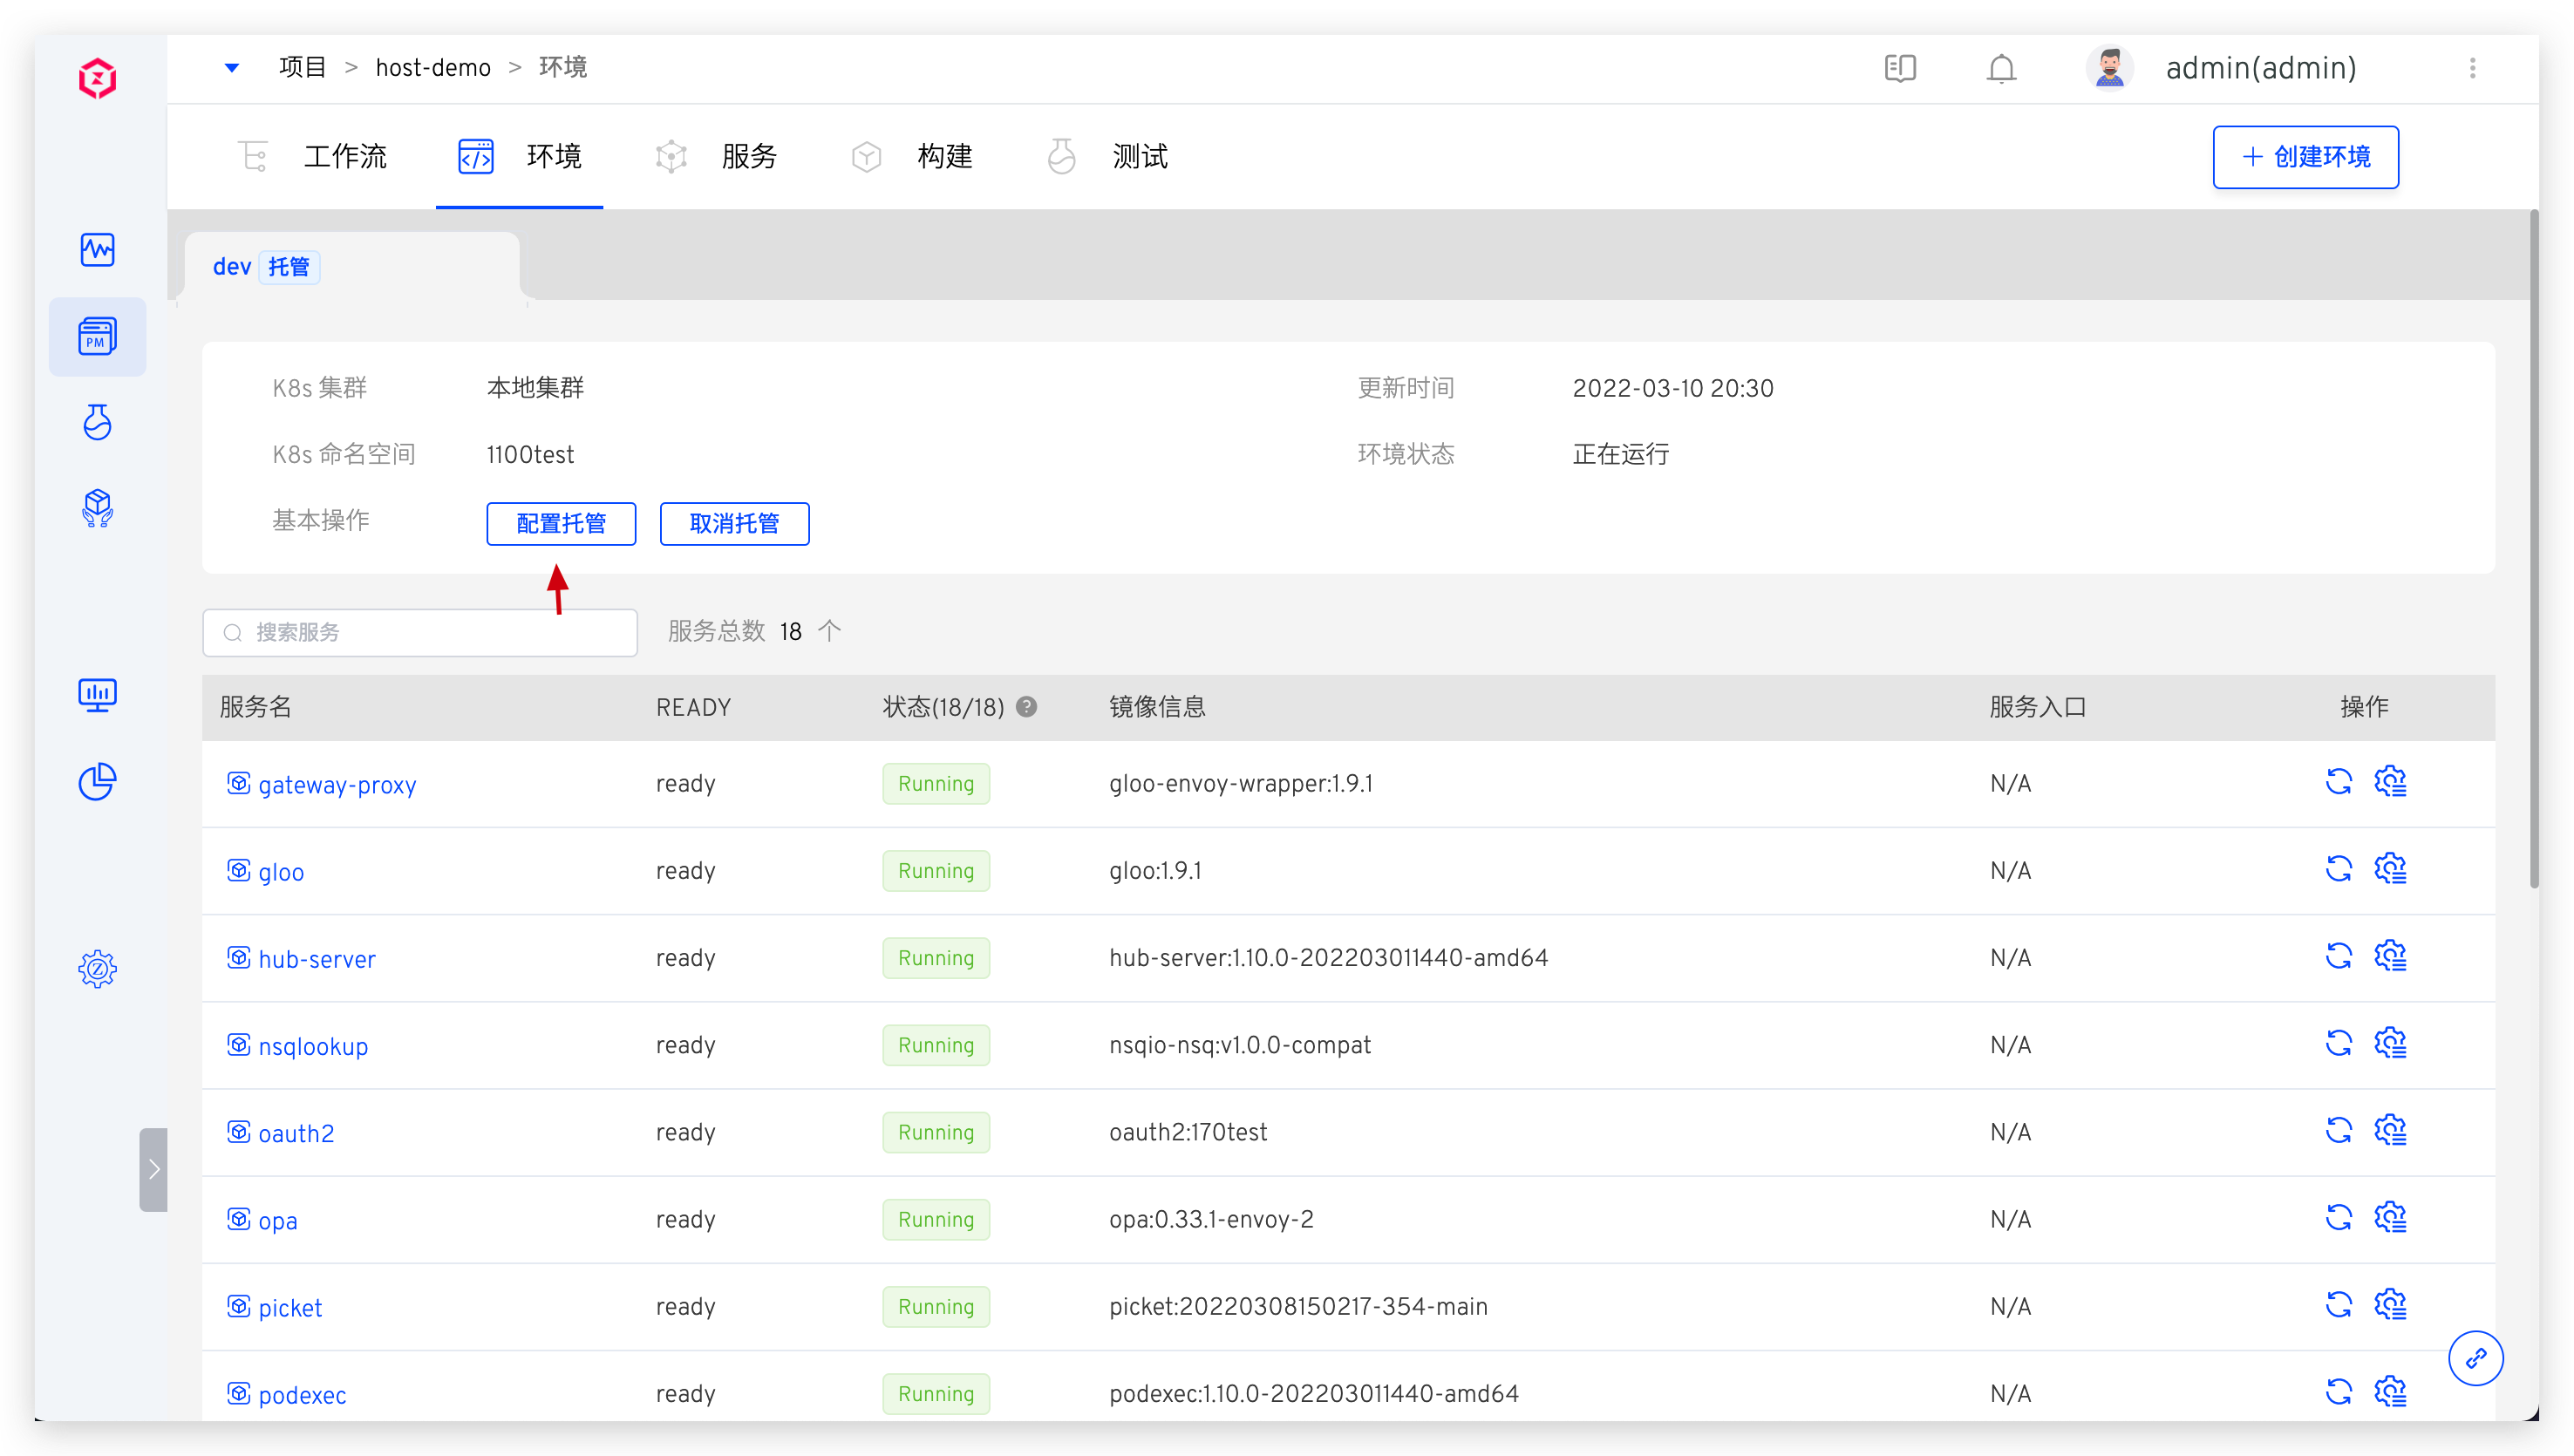 项目 > host-demo > 环境
admin(admin)
工作流 环境 服务 构建 测试
+ 创建环境
dev 托管
K8s 集群 本地集群 更新时间 2022-03-10 20:30
K8s 命名空间 1100test 环境状态 正在运行
基本操作 配置托管 取消托管
搜索服务 服务总数 18 个
服务名 READY 状态(18/18) ? 镜像信息 服务入口 操作
gateway-proxy ready Running gloo-envoy-wrapper:1.9.1 N/A
gloo ready Running gloo:1.9.1 N/A
hub-server ready Running hub-server:1.10.0-202203011440-amd64 N/A
nsqlookup ready Running nsqio-nsq:v1.0.0-compat N/A
oauth2 ready Running oauth2:170test N/A
opa ready Running opa:0.33.1-envoy-2 N/A
picket ready Running picket:20220308150217-354-main N/A
podexec ready Running podexec:1.10.0-202203011440-amd64 N/A
PM